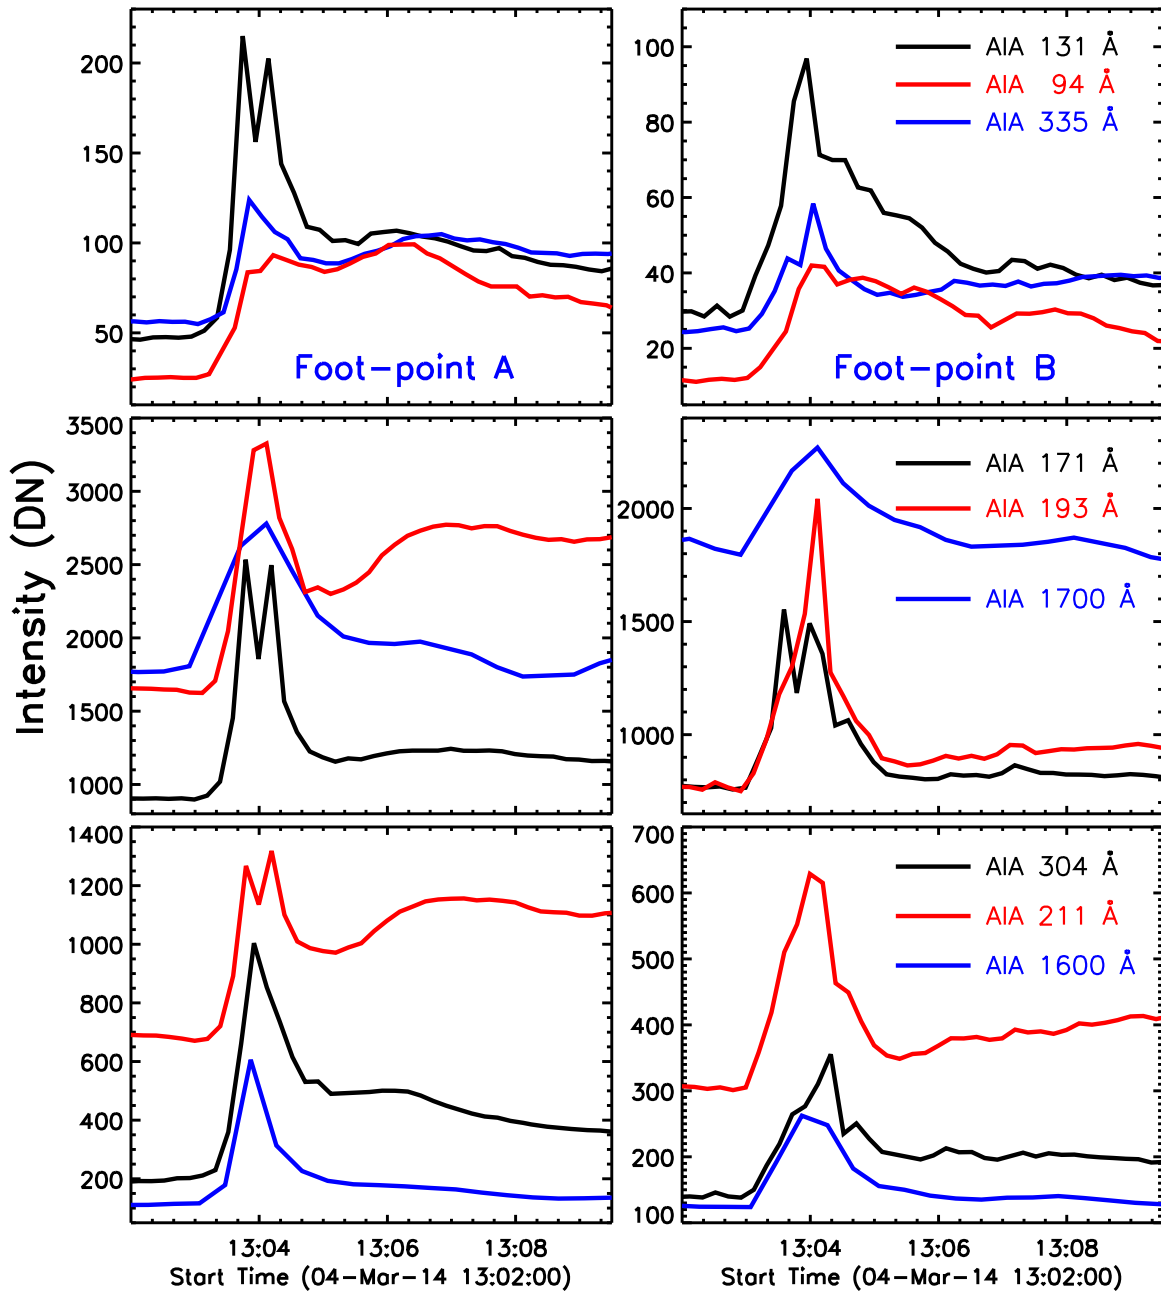 Intensity (DN)
200
150
100
50
Foot-point A
100
80
60
40
20
AIA 131 Å
AIA 94 Å
AIA 335 Å
Foot-point B
3500
3000
2500
2000
1500
1000
2000
1500
1000
AIA 171 Å
AIA 193 Å
AIA 1700 Å
1400
1200
1000
800
600
400
200
13:04 13:06 13:08
Start Time (04-Mar-14 13:02:00)
700
600
500
400
300
200
100
AIA 304 Å
AIA 211 Å
AIA 1600 Å
13:04 13:06 13:08
Start Time (04-Mar-14 13:02:00)